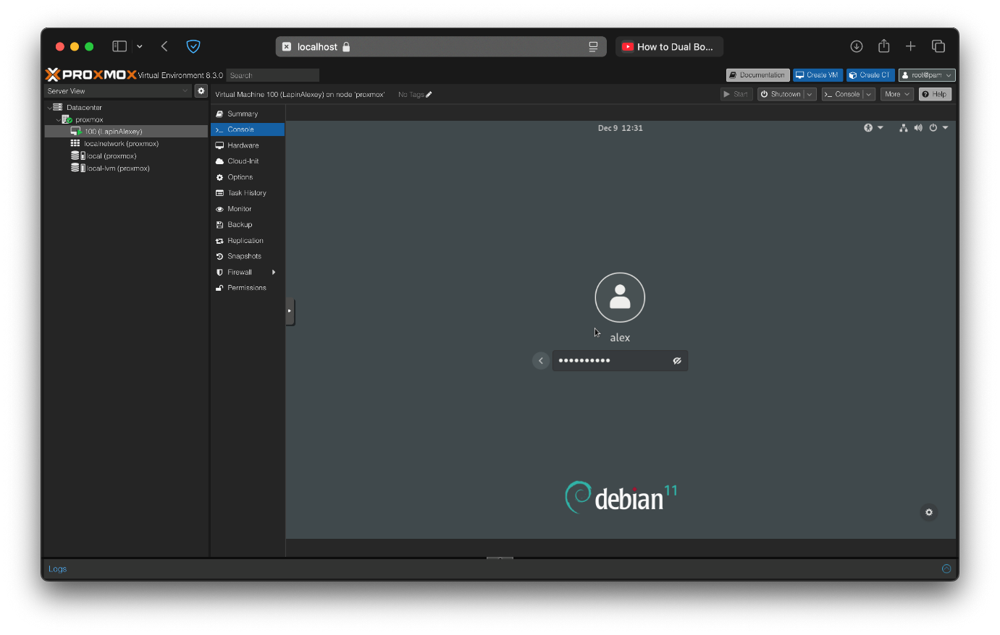 localhost
How to Dual Bo...
PROXMOX Virtual Environment 8.3.0 Search
Documentation Create VM Create CT root@pam
Server View
Virtual Machine 100 (LapinAlexey) on node 'proxmox' No Tags
Start Shutdown Console More Help
Datacenter
proxmox
100 (LapinAlexey)
localnetwork (proxmox)
local (proxmox)
local-lvm (proxmox)
Summary
Console
Hardware
Cloud-Init
Options
Task History
Monitor
Backup
Replication
Snapshots
Firewall
Permissions
Dec 9 12:31
alex
••••••••••
debian 11
Logs